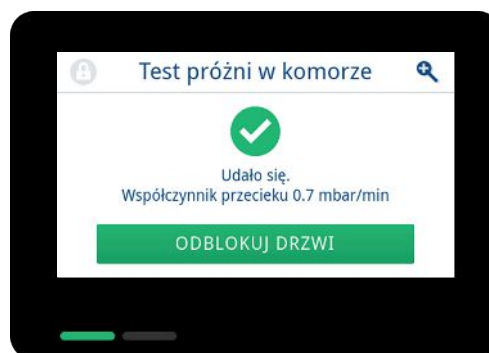 Test próżni w komorze
Udało się.
Współczynnik przecieku 0.7 mbar/min
ODBLOKUJ DRZWI